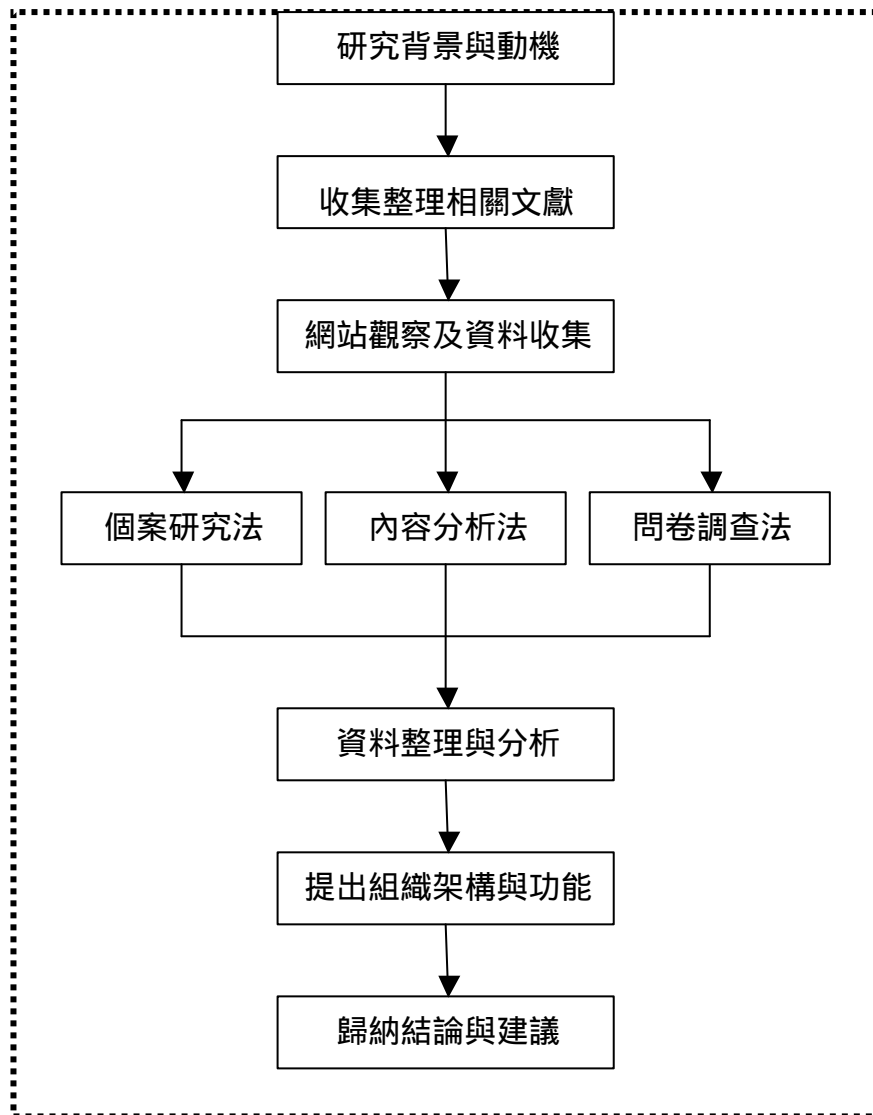 研究背景與動機
收集整理相關文獻
網站觀察及資料收集
個案研究法
內容分析法
問卷調查法
資料整理與分析
提出組織架構與功能
歸納結論與建議